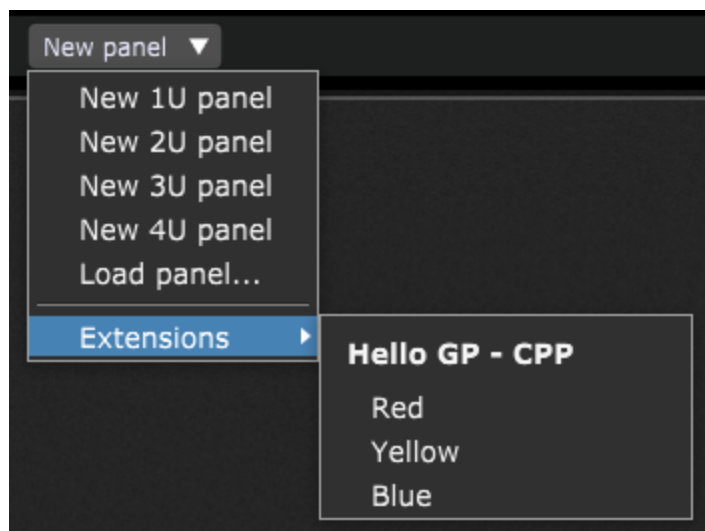 New panel
New 1U panel
New 2U panel
New 3U panel
New 4U panel
Load panel...
Extensions
Hello GP - CPP
Red
Yellow
Blue